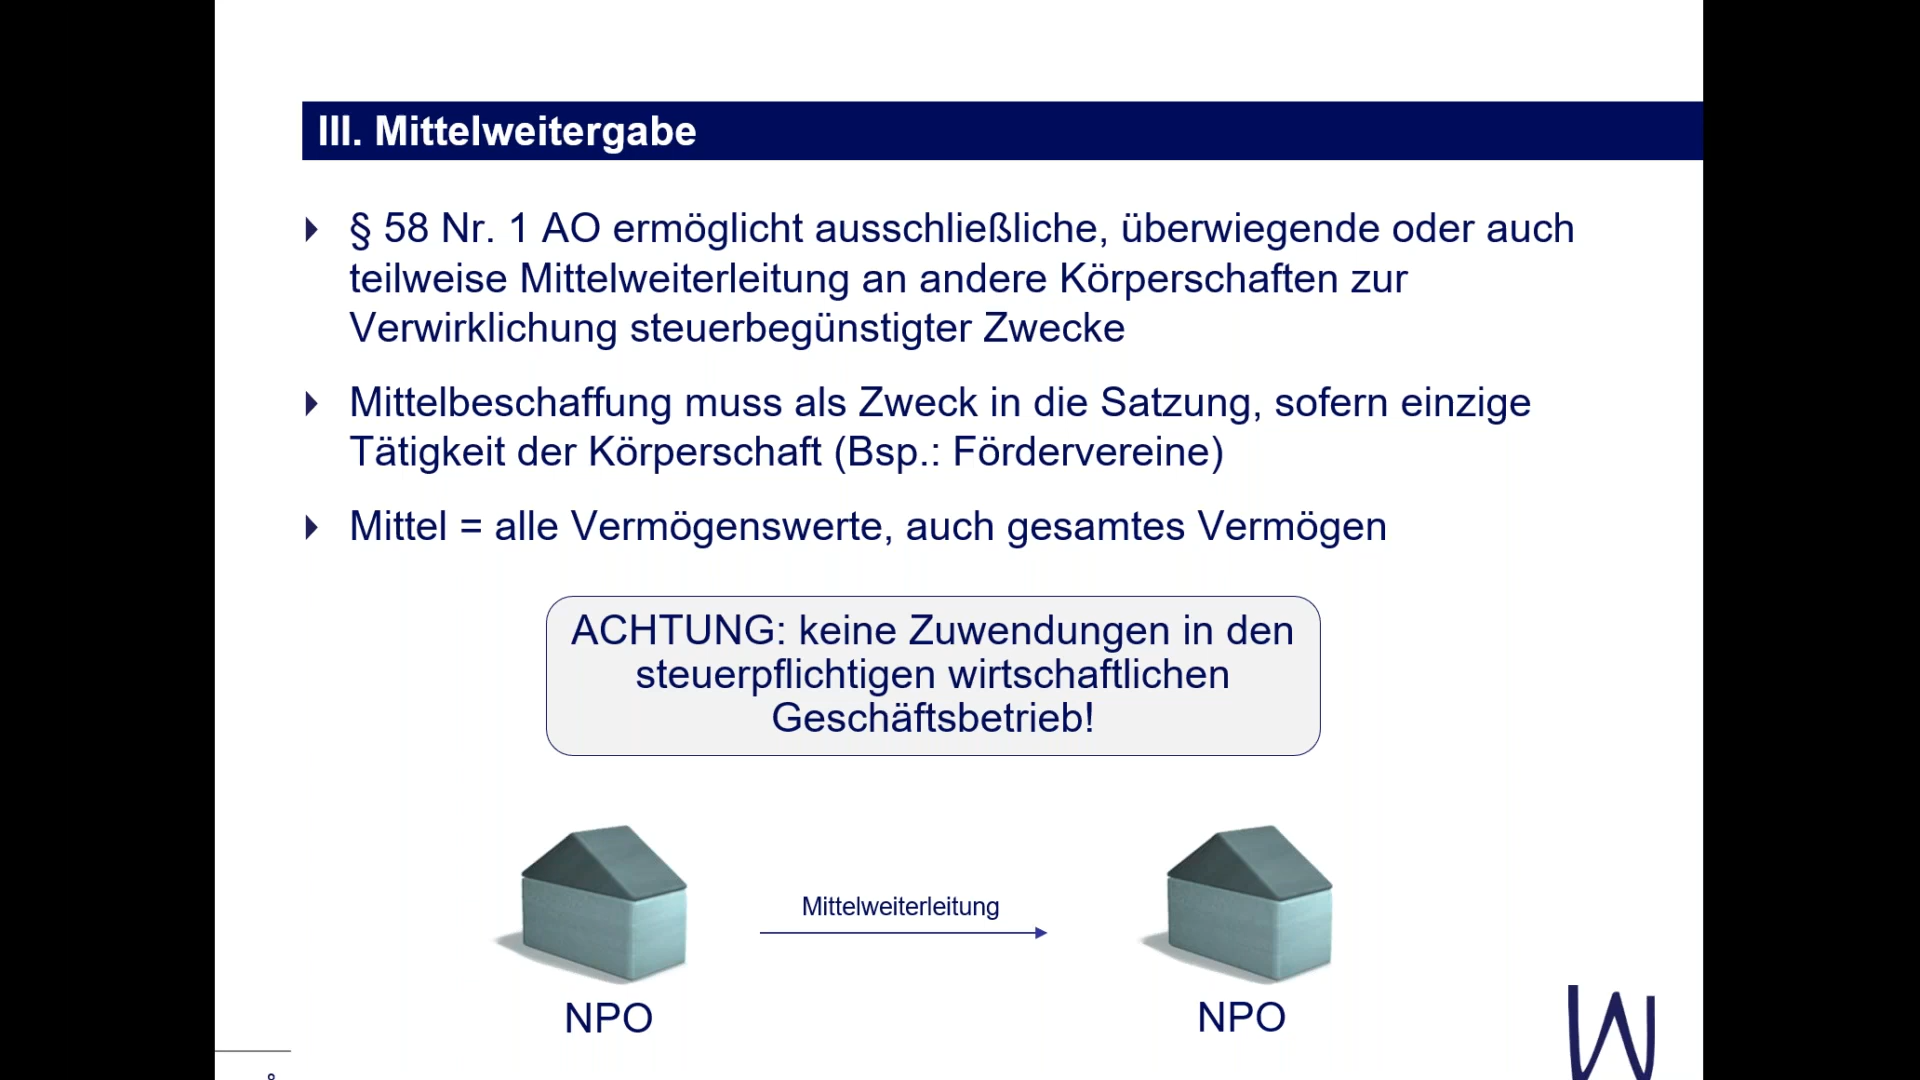 III. Mittelweitergabe
§ 58 Nr. 1 AO ermöglicht ausschließliche, überwiegende oder auch
teilweise Mittelweiterleitung an andere Körperschaften zur
Verwirklichung steuerbegünstigter Zwecke
Mittelbeschaffung muss als Zweck in die Satzung, sofern einzige
Tätigkeit der Körperschaft (Bsp.: Fördervereine)
Mittel = alle Vermögenswerte, auch gesamtes Vermögen
ACHTUNG: keine Zuwendungen in den
steuerpflichtigen wirtschaftlichen
Geschäftsbetrieb!
Mittelweiterleitung
NPO
NPO
W